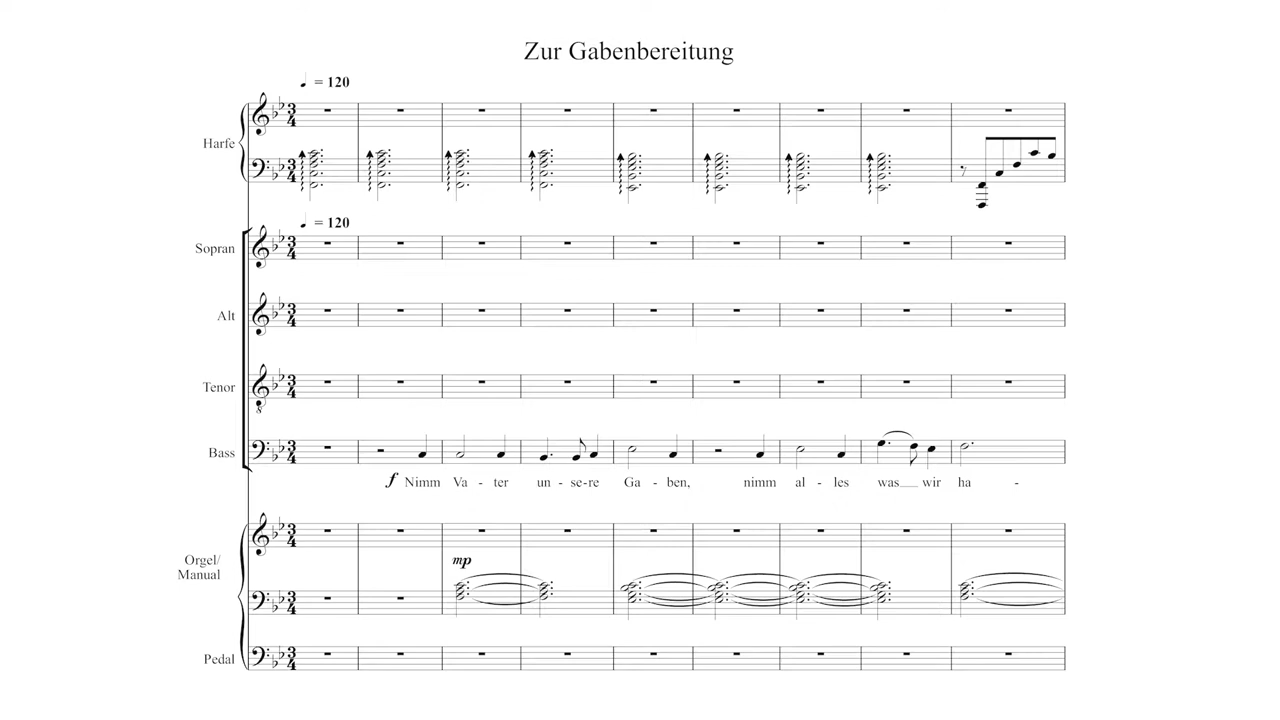 Zur Gabenbereitung
♩ = 120
Harfe
♩ = 120
Sopran
Alt
Tenor
Bass
f Nimm Va - ter un - se - re Ga - ben, nimm al - les was__ wir ha -
mp
Orgel/
Manual
Pedal